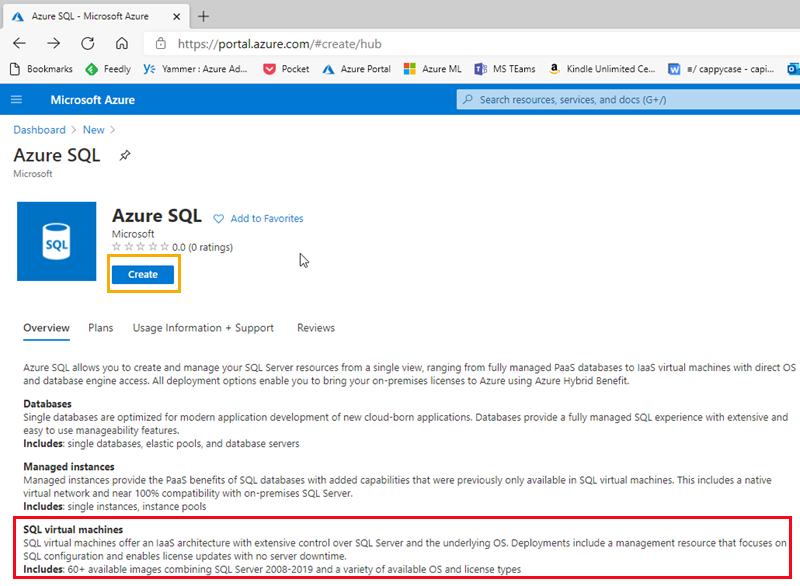 Azure SQL - Microsoft Azure
https://portal.azure.com/#create/hub
Bookmarks Feedly Yammer : Azure Ad... Pocket Azure Portal Azure ML MS TEams Kindle Unlimited Ce... ≡/ cappycase - capi...
Microsoft Azure Search resources, services, and docs (G+/)
Dashboard > New >
Azure SQL
Microsoft
SQL
Azure SQL Add to Favorites
Microsoft
0.0 (0 ratings)
Create
Overview Plans Usage Information + Support Reviews
Azure SQL allows you to create and manage your SQL Server resources from a single view, ranging from fully managed PaaS databases to IaaS virtual machines with direct OS
and database engine access. All deployment options enable you to bring your on-premises licenses to Azure using Azure Hybrid Benefit.
Databases
Single databases are optimized for modern application development of new cloud-born applications. Databases provide a fully managed SQL experience with extensive and
easy to use manageability features.
Includes: single databases, elastic pools, and database servers
Managed instances
Managed instances provide the PaaS benefits of SQL databases with added capabilities that were previously only available in SQL virtual machines. This includes a native
virtual network and near 100% compatibility with on-premises SQL Server.
Includes: single instances, instance pools
SQL virtual machines
SQL virtual machines offer an IaaS architecture with extensive control over SQL Server and the underlying OS. Deployments include a management resource that focuses on
SQL configuration and enables license updates with no server downtime.
Includes: 60+ available images combining SQL Server 2008-2019 and a variety of available OS and license types